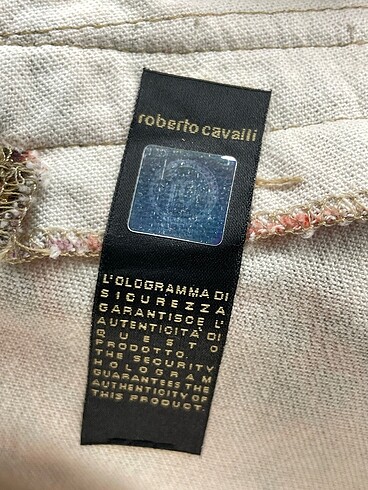 roberto cavalli
L'OLOGRAMMA DI
SICUREZZA
GARANTISCE L'
AUTENTICITÀ DI
QUESTO
PRODOTTO.
THE SECURITY
HOLOGRAM
GUARANTEES THE
AUTHENTICITY OF
THIS PRODUCT.